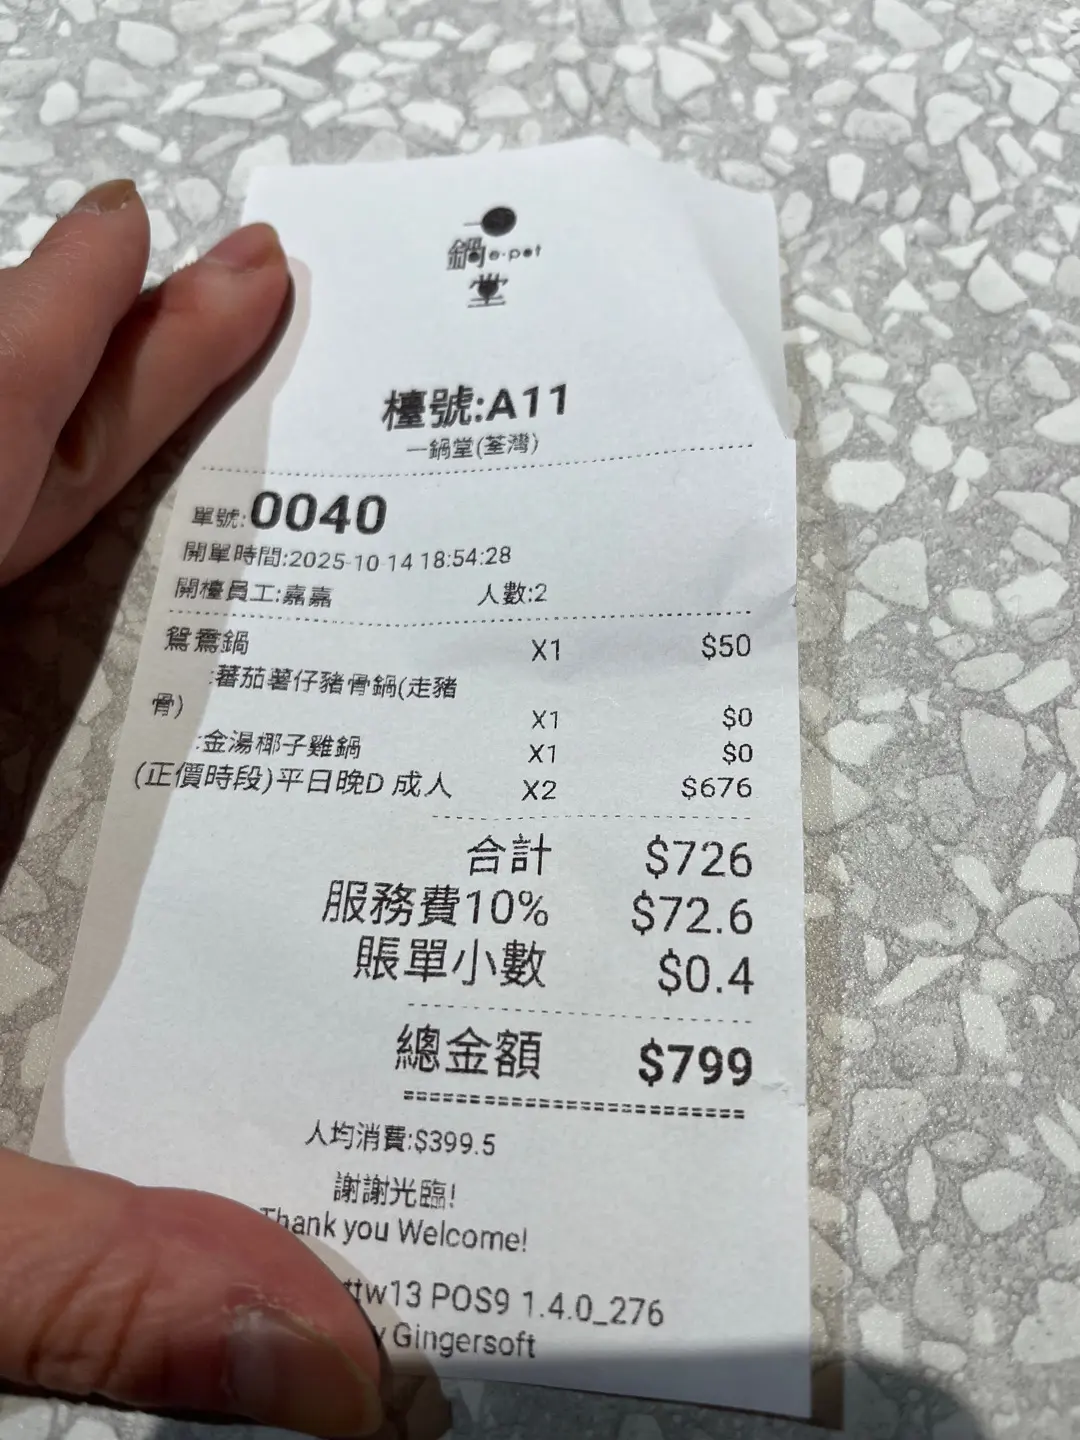 一
鍋 e·pot
堂
檯號:A11
一鍋堂(荃灣)
單號:0040
開單時間:2025-10-14 18:54:28
開檯員工:嘉嘉 人數:2
鴛鴦鍋 X1 $50
:蕃茄薯仔豬骨鍋(走豬
骨) X1 $0
:金湯椰子雞鍋 X1 $0
(正價時段)平日晚D 成人 X2 $676
合計 $726
服務費10% $72.6
賬單小數 $0.4
總金額 $799
人均消費:$399.5
謝謝光臨!
Thank you Welcome!
ttw13 POS9 1.4.0_276
Gingersoft